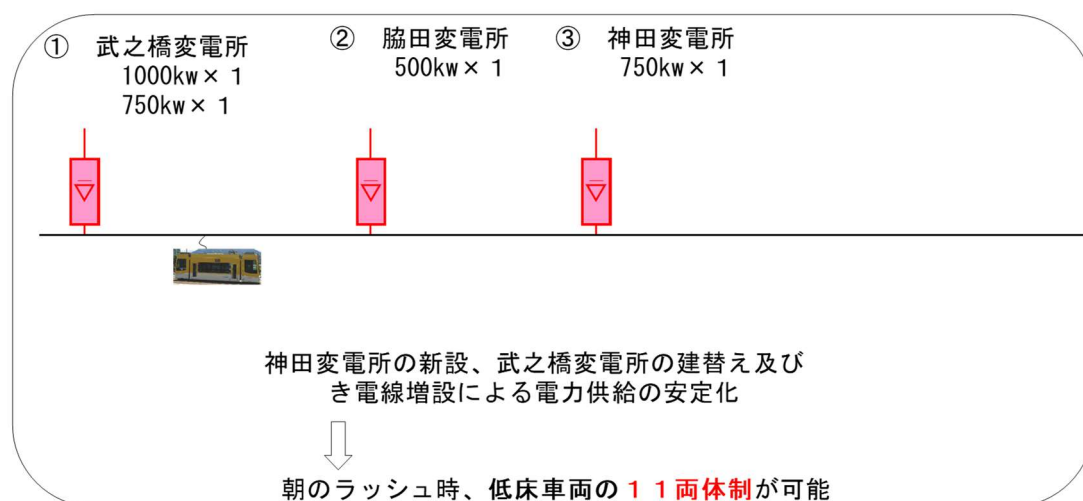 ① 武之橋変電所
1000kw×１
750kw×１
② 脇田変電所
500kw×１
③ 神田変電所
750kw×１
神田変電所の新設、武之橋変電所の建替え及び
き電線増設による電力供給の安定化
朝のラッシュ時、低床車両の１１両体制が可能